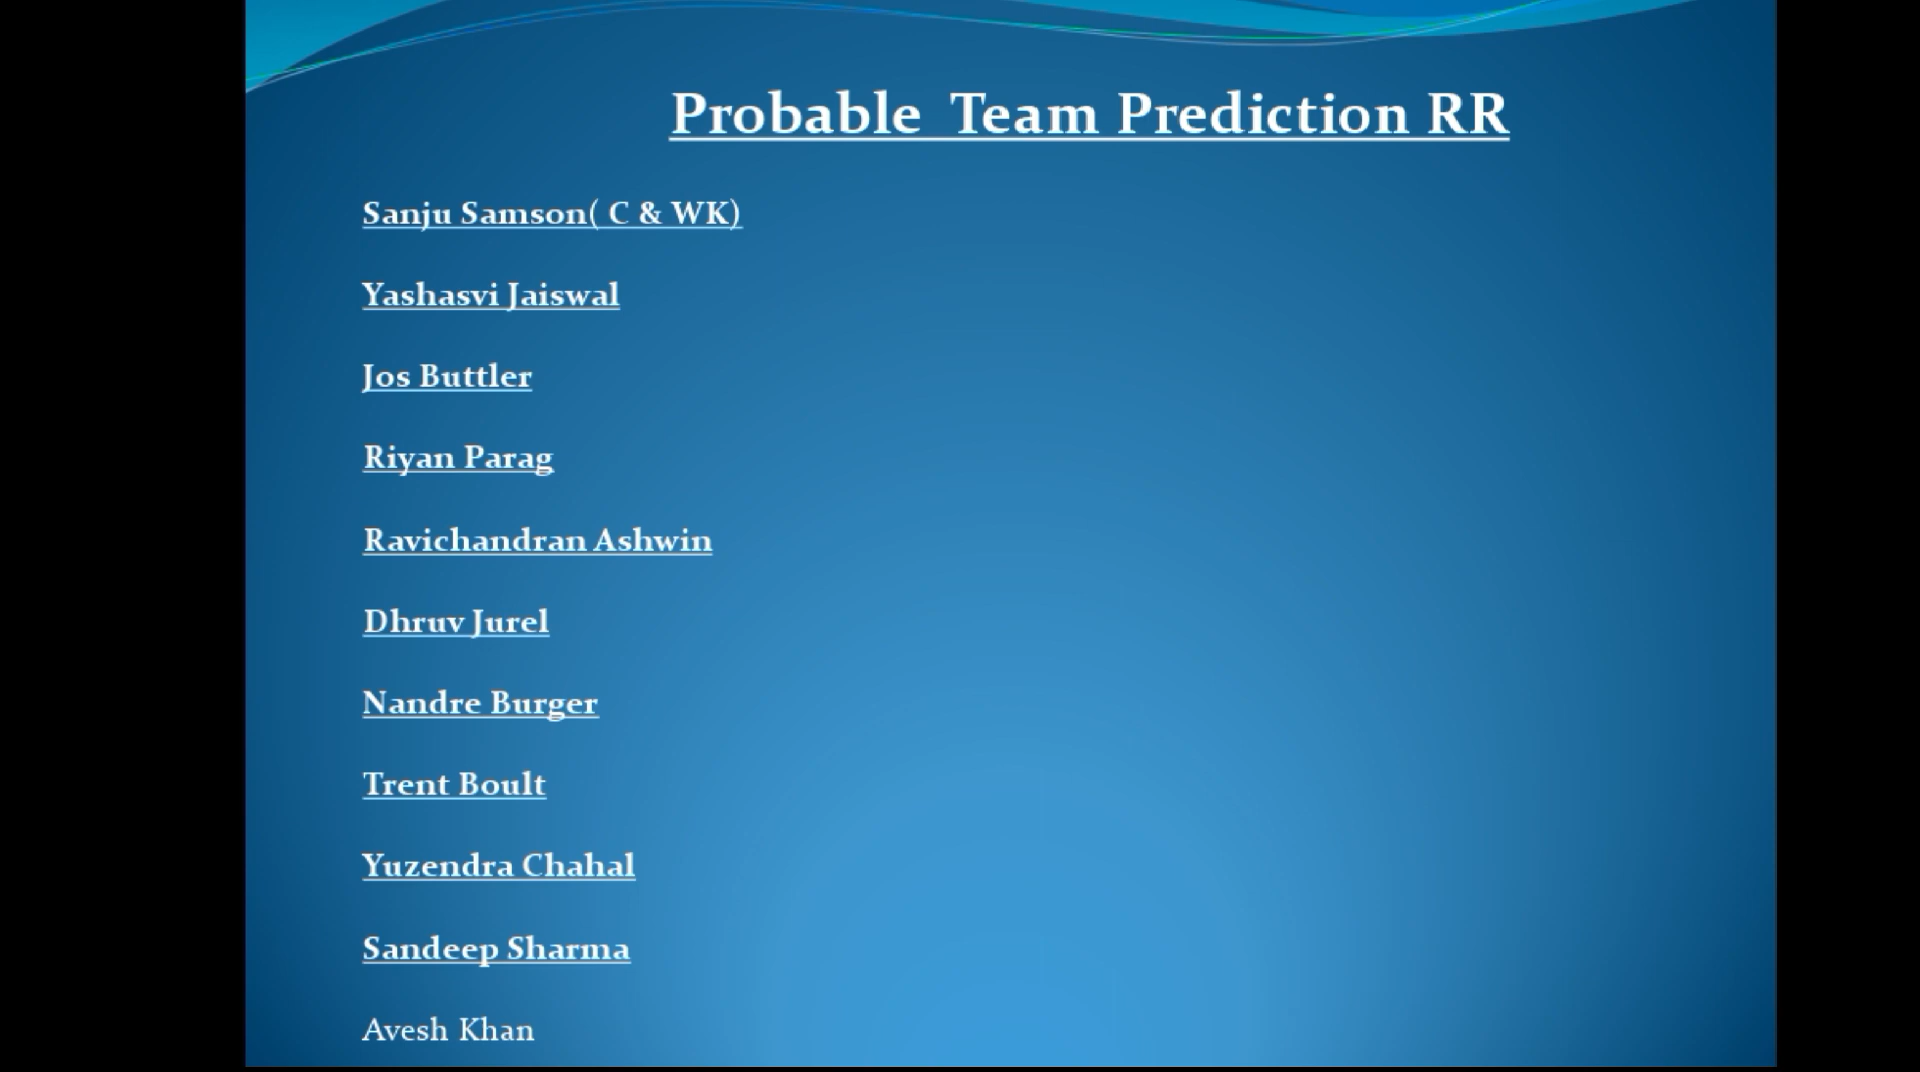 Probable  Team Prediction RR
Sanju Samson( C & WK)
Yashasvi Jaiswal
Jos Buttler
Riyan Parag
Ravichandran Ashwin
Dhruv Jurel
Nandre Burger
Trent Boult
Yuzendra Chahal
Sandeep Sharma
Avesh Khan